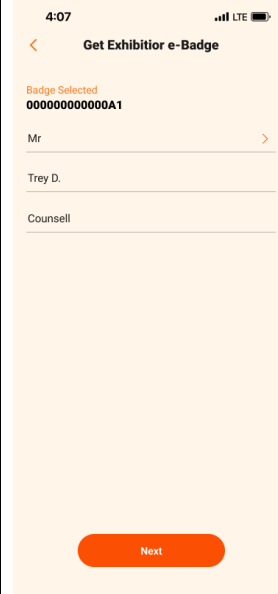 4:07 LTE
Get Exhibitior e-Badge
Badge Selected
000000000000A1
Mr
Trey D.
Counsell
Next